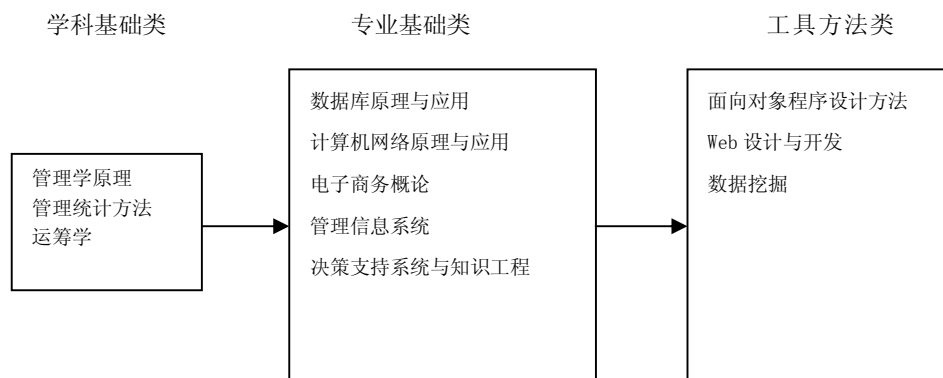 学科基础类
专业基础类
工具方法类
管理学原理
管理统计方法
运筹学
数据库原理与应用
计算机网络原理与应用
电子商务概论
管理信息系统
决策支持系统与知识工程
面向对象程序设计方法
Web 设计与开发
数据挖掘